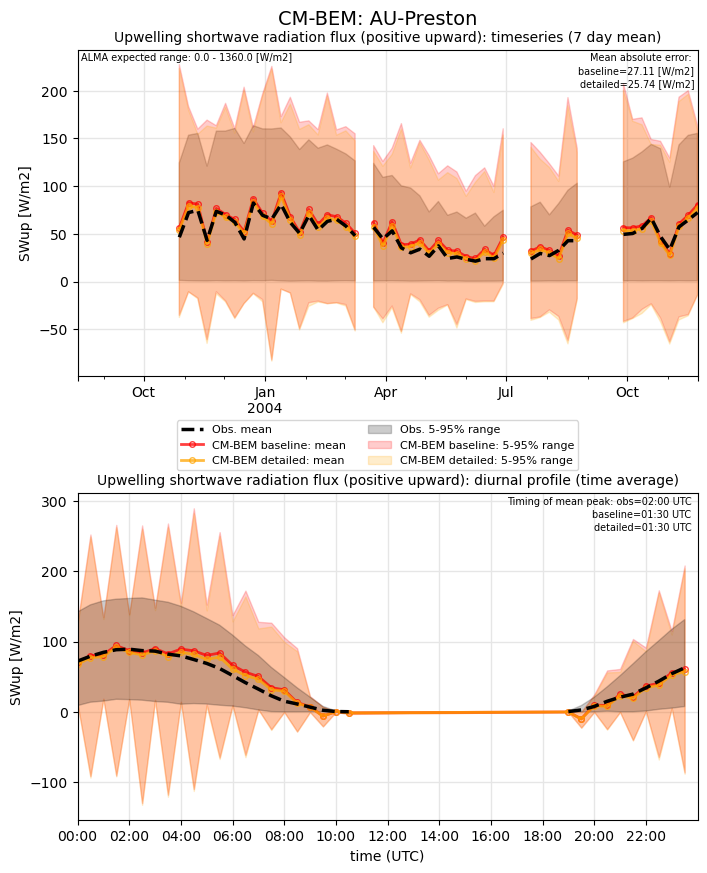 CM-BEM: AU-Preston
Upwelling shortwave radiation flux (positive upward): timeseries (7 day mean)
ALMA expected range: 0.0 - 1360.0 [W/m2]
Mean absolute error:
baseline=27.11 [W/m2]
detailed=25.74 [W/m2]
SWup [W/m2]
200
150
100
50
0
−50
Oct
Jan
2004
Apr
Jul
Oct
Obs. mean
CM-BEM baseline: mean
CM-BEM detailed: mean
Obs. 5-95% range
CM-BEM baseline: 5-95% range
CM-BEM detailed: 5-95% range
Upwelling shortwave radiation flux (positive upward): diurnal profile (time average)
Timing of mean peak: obs=02:00 UTC
baseline=01:30 UTC
detailed=01:30 UTC
SWup [W/m2]
300
200
100
0
−100
00:00 02:00 04:00 06:00 08:00 10:00 12:00 14:00 16:00 18:00 20:00 22:00
time (UTC)